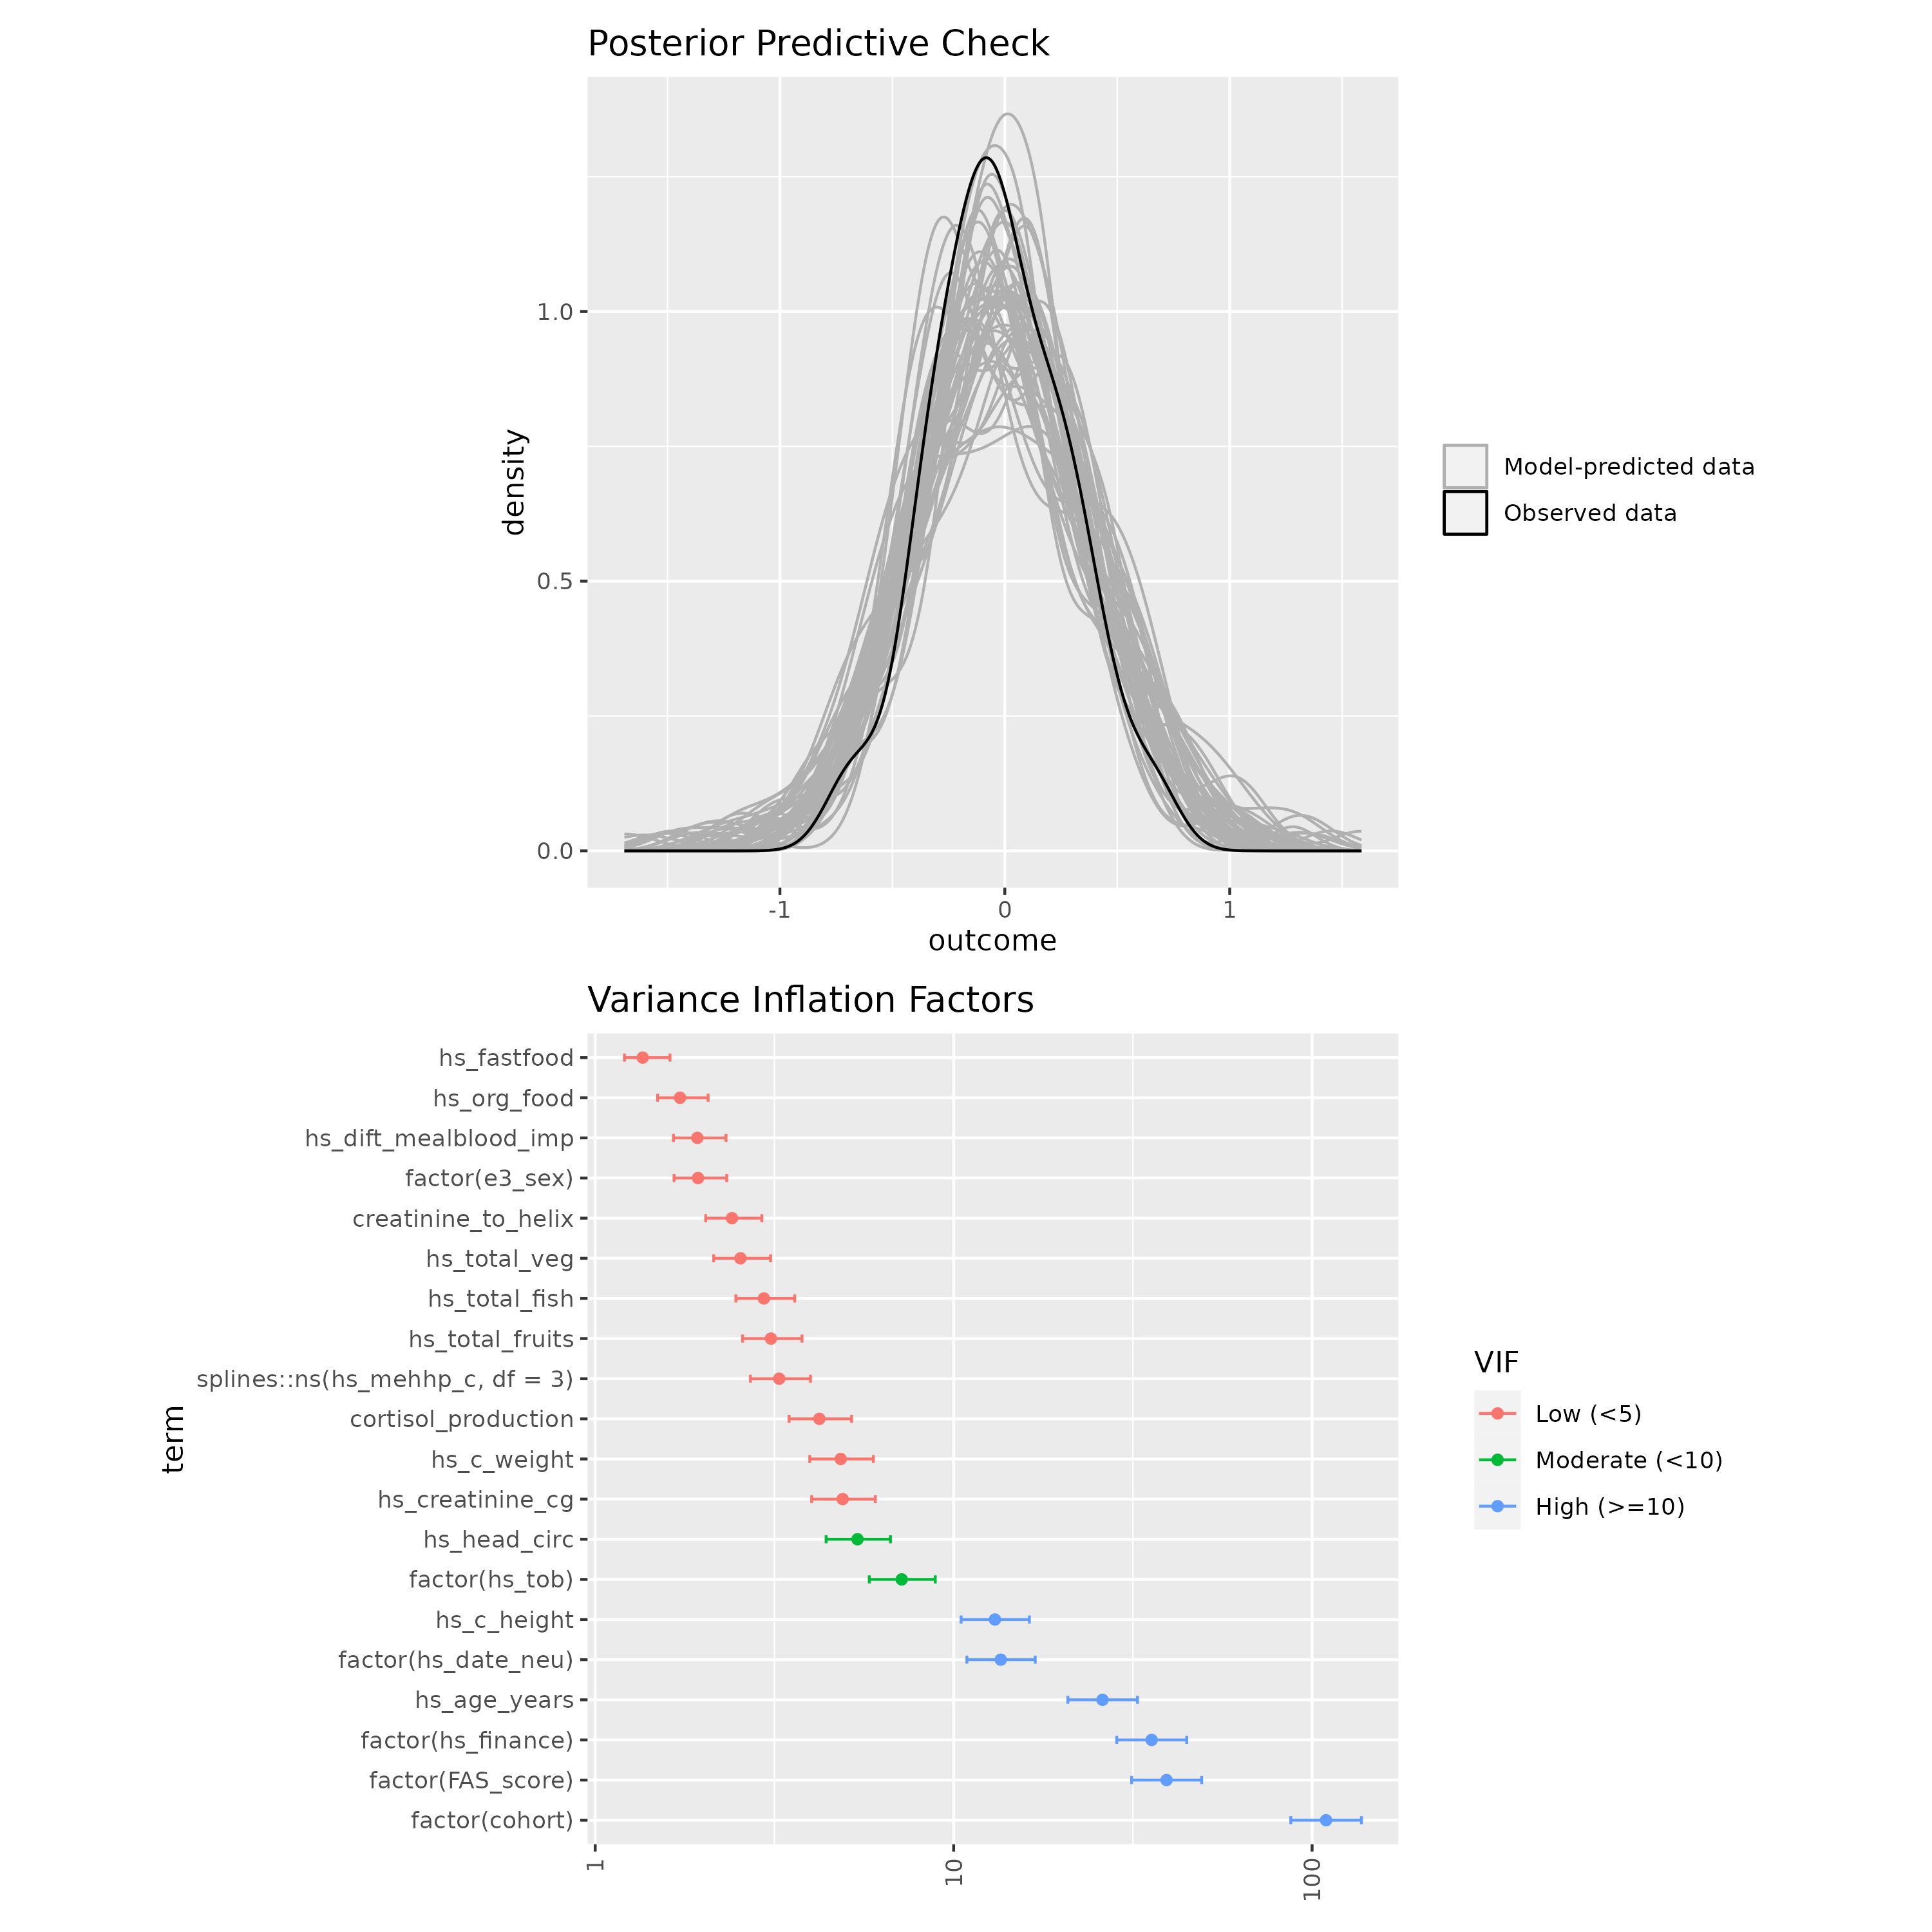 Posterior Predictive Check
density
1.0
0.5
0.0
-1
0
1
outcome
Model-predicted data
Observed data
Variance Inflation Factors
term
hs_fastfood
hs_org_food
hs_dift_mealblood_imp
factor(e3_sex)
creatinine_to_helix
hs_total_veg
hs_total_fish
hs_total_fruits
splines::ns(hs_mehhp_c, df = 3)
cortisol_production
hs_c_weight
hs_creatinine_cg
hs_head_circ
factor(hs_tob)
hs_c_height
factor(hs_date_neu)
hs_age_years
factor(hs_finance)
factor(FAS_score)
factor(cohort)
1
10
100
VIF
Low (<5)
Moderate (<10)
High (>=10)